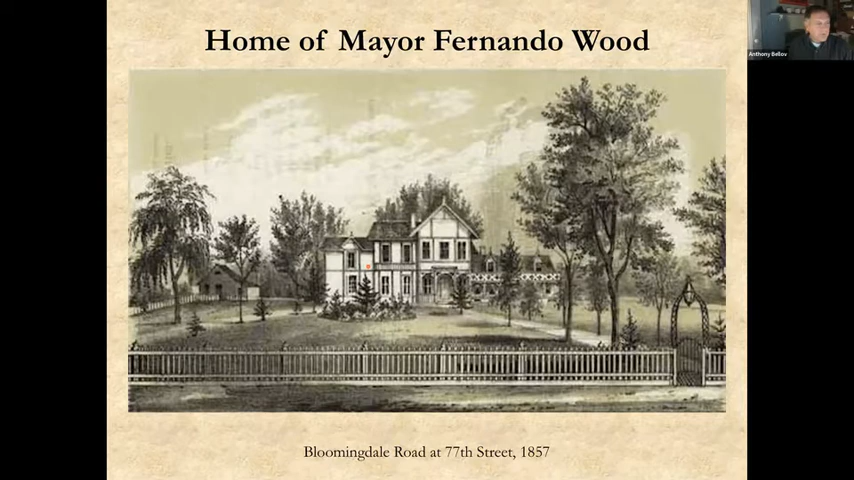 Home of Mayor Fernando Wood
Anthony Bellov
Bloomingdale Road at 77th Street, 1857